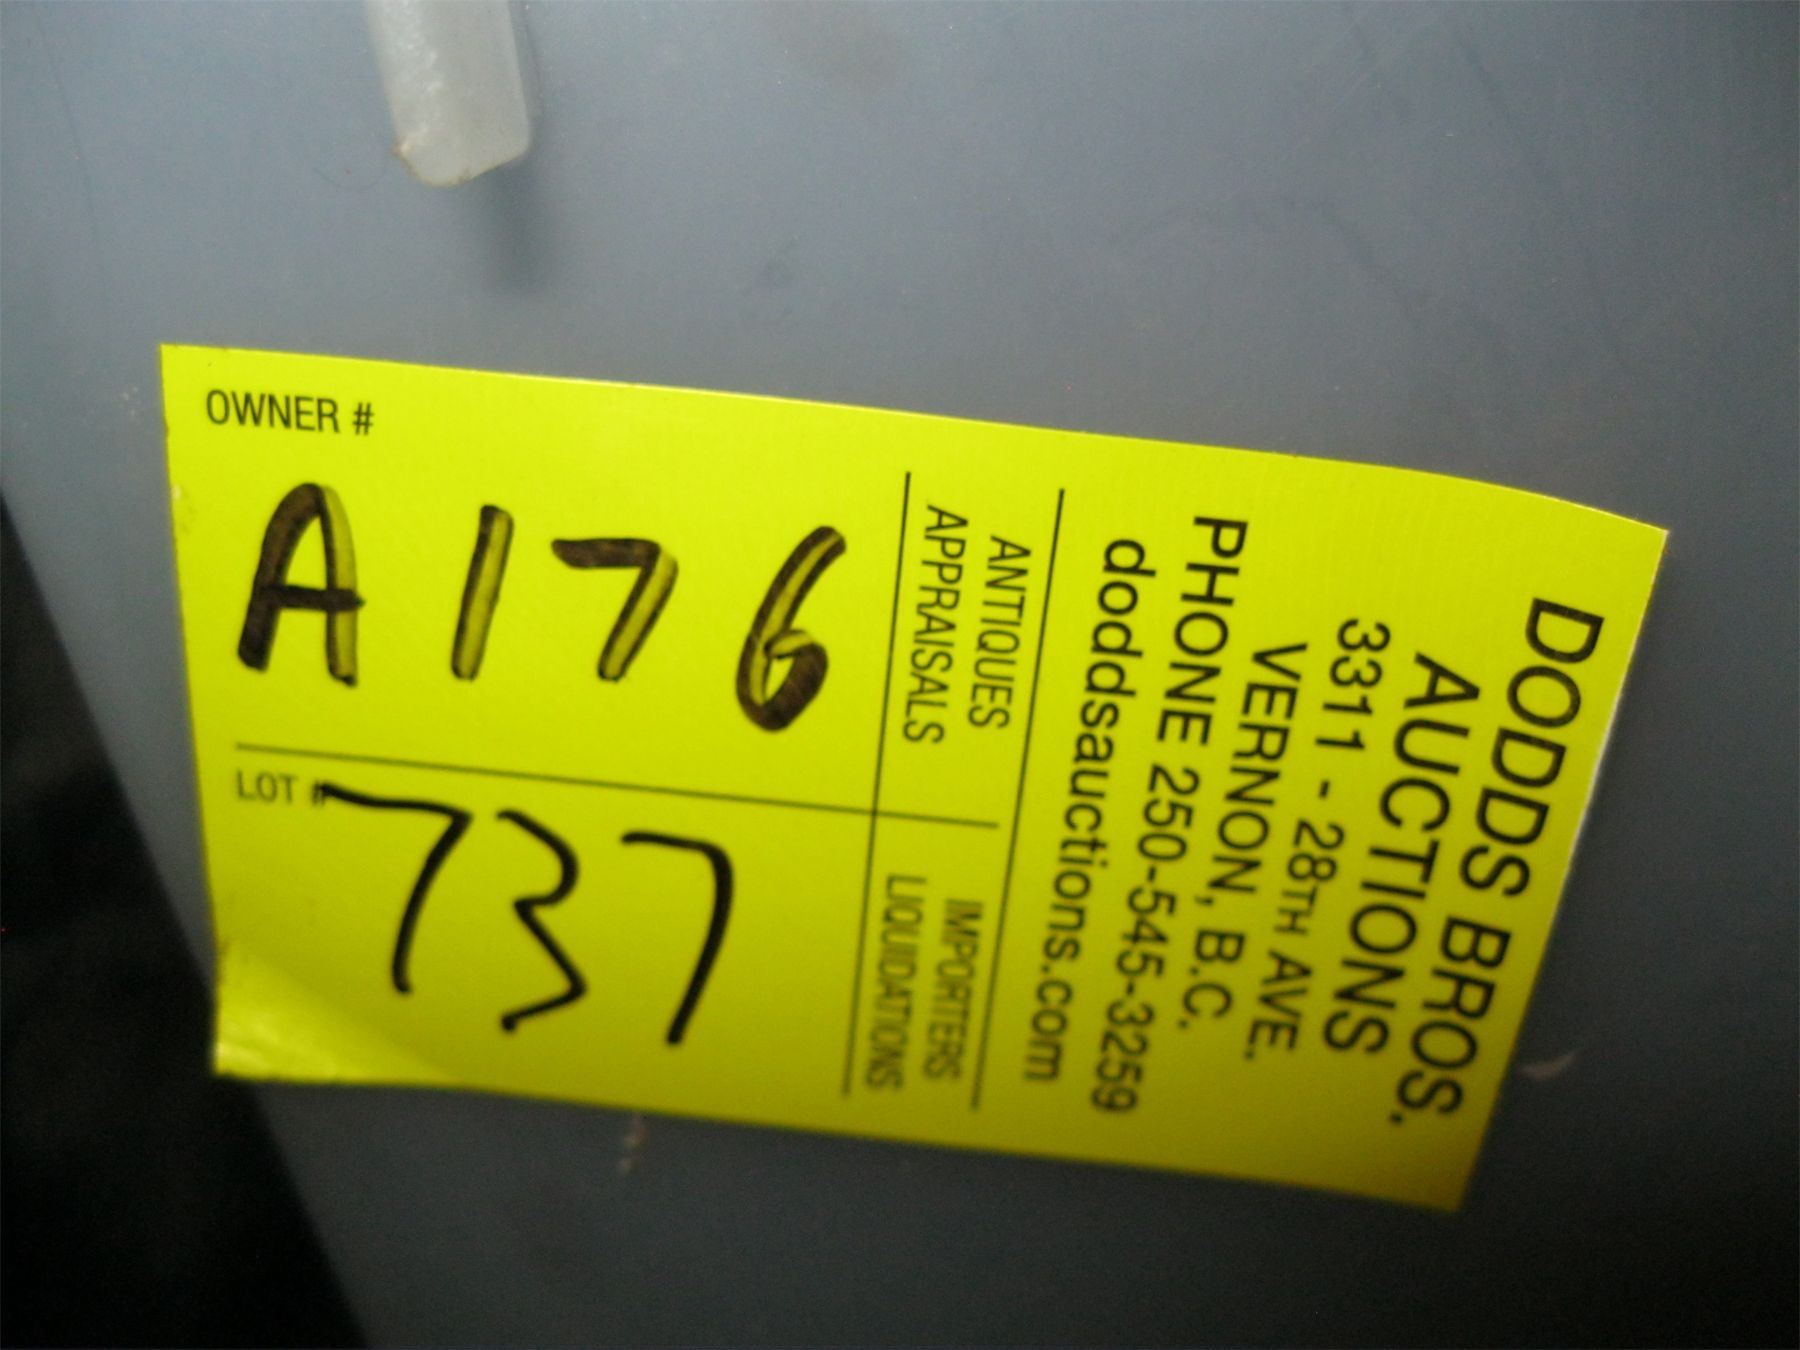 OWNER #
A176
LOT #
737
DODDS BROS.
AUCTIONS
3311 - 28TH AVE.
VERNON, B.C.
PHONE 250-545-3259
doddsauctions.com
ANTIQUES
APPRAISALS
IMPORTERS
LIQUIDATIONS